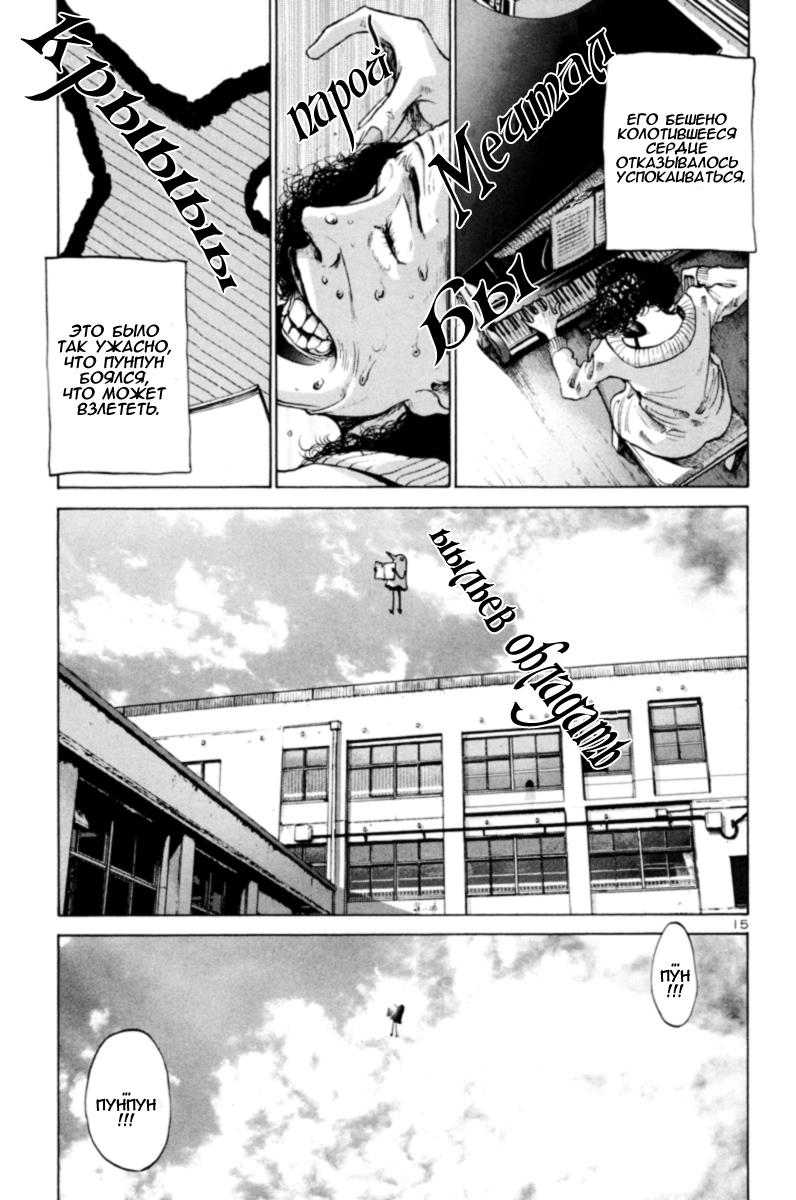 ЕГО БЕШЕНО
КОЛОТИВШЕЕСЯ
СЕРДЦЕ
ОТКАЗЫВАЛОСЬ
УСПОКАИВАТЬСЯ.
Мечтал
Бы
парой
Крыыыы
ЭТО БЫЛО
ТАК УЖАСНО,
ЧТО ПУНПУН
БОЯЛСЯ,
ЧТО МОЖЕТ
ВЗЛЕТЕТЬ.
ыыльев обладать
15
...
ПУН
!!!
...
ПУНПУН
!!!